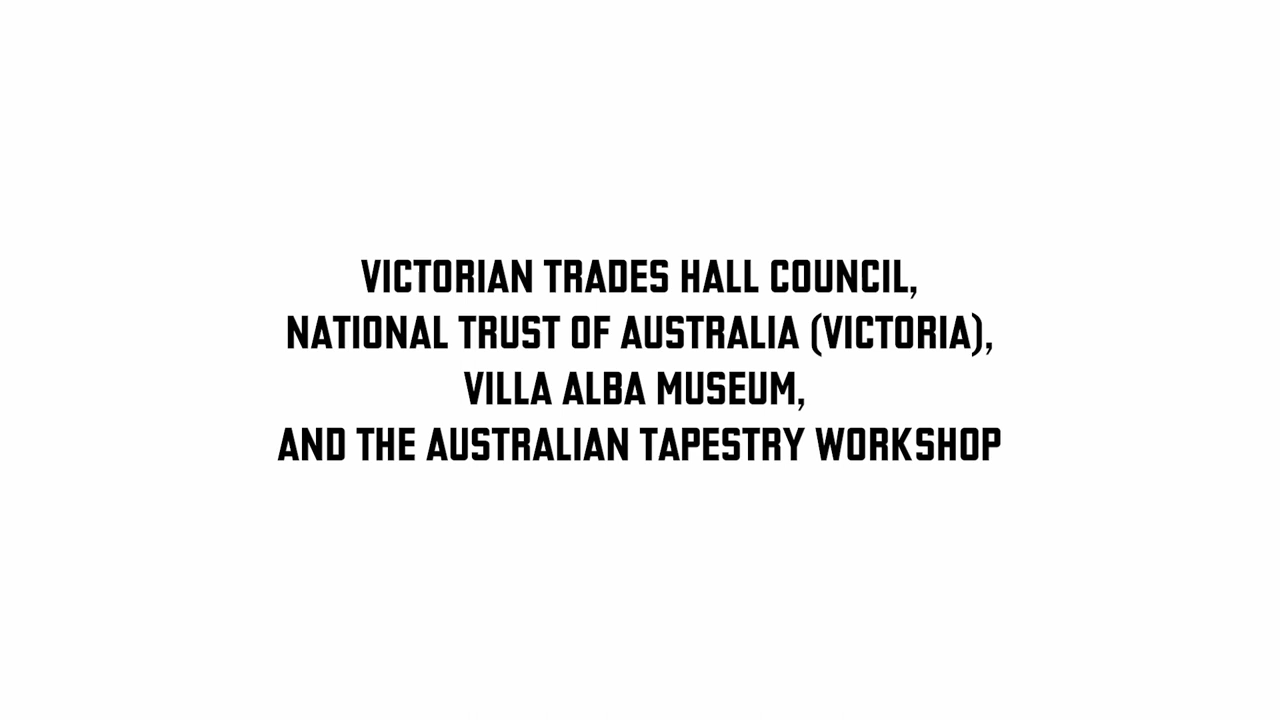 VICTORIAN TRADES HALL COUNCIL,
NATIONAL TRUST OF AUSTRALIA (VICTORIA),
VILLA ALBA MUSEUM,
AND THE AUSTRALIAN TAPESTRY WORKSHOP